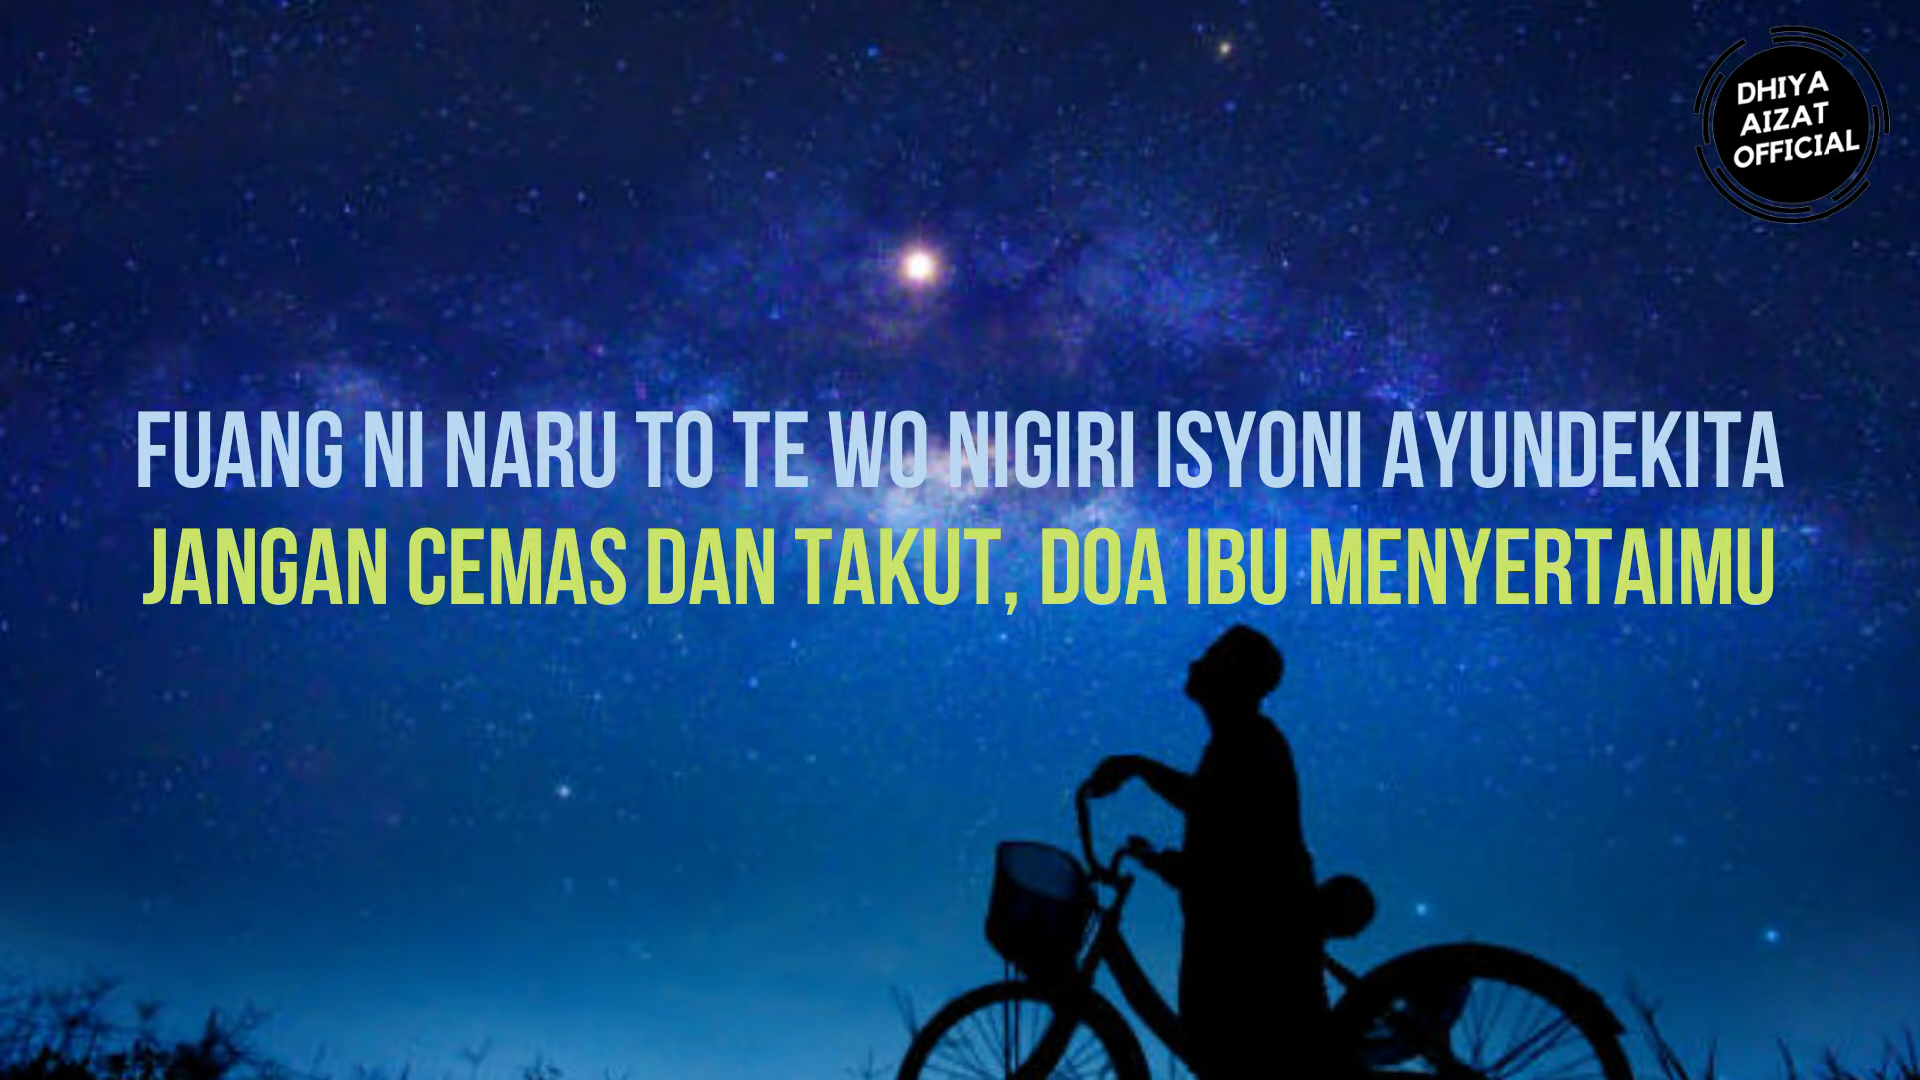 DHIYA
AIZAT
OFFICIAL
FUANG NI NARU TO TE WO NIGIRI ISYONI AYUNDEKITA
JANGAN CEMAS DAN TAKUT, DOA IBU MENYERTAIMU